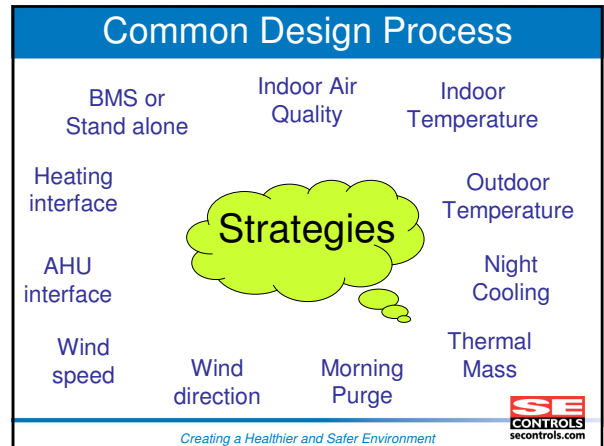 Common Design Process
BMS or
Stand alone
Indoor Air
Quality
Indoor
Temperature
Heating
interface
Strategies
Outdoor
Temperature
AHU
interface
Night
Cooling
Wind
speed
Wind
direction
Morning
Purge
Thermal
Mass
SE
CONTROLS
secontrols.com
Creating a Healthier and Safer Environment